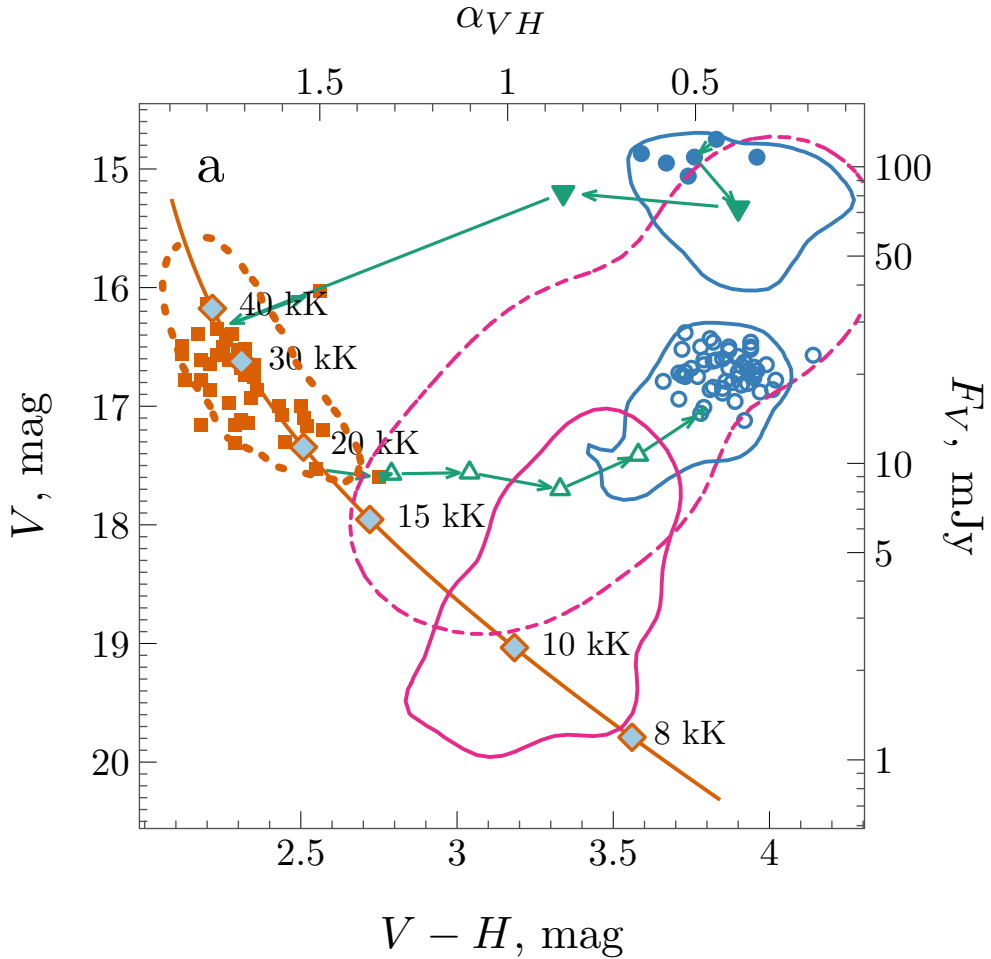 α_{VH}
1.5 1 0.5
a
15
16
17
18
19
20
V, mag
100
50
10
5
1
F_V, mJy
40 kK
30 kK
20 kK
15 kK
10 kK
8 kK
2.5 3 3.5 4
V − H, mag